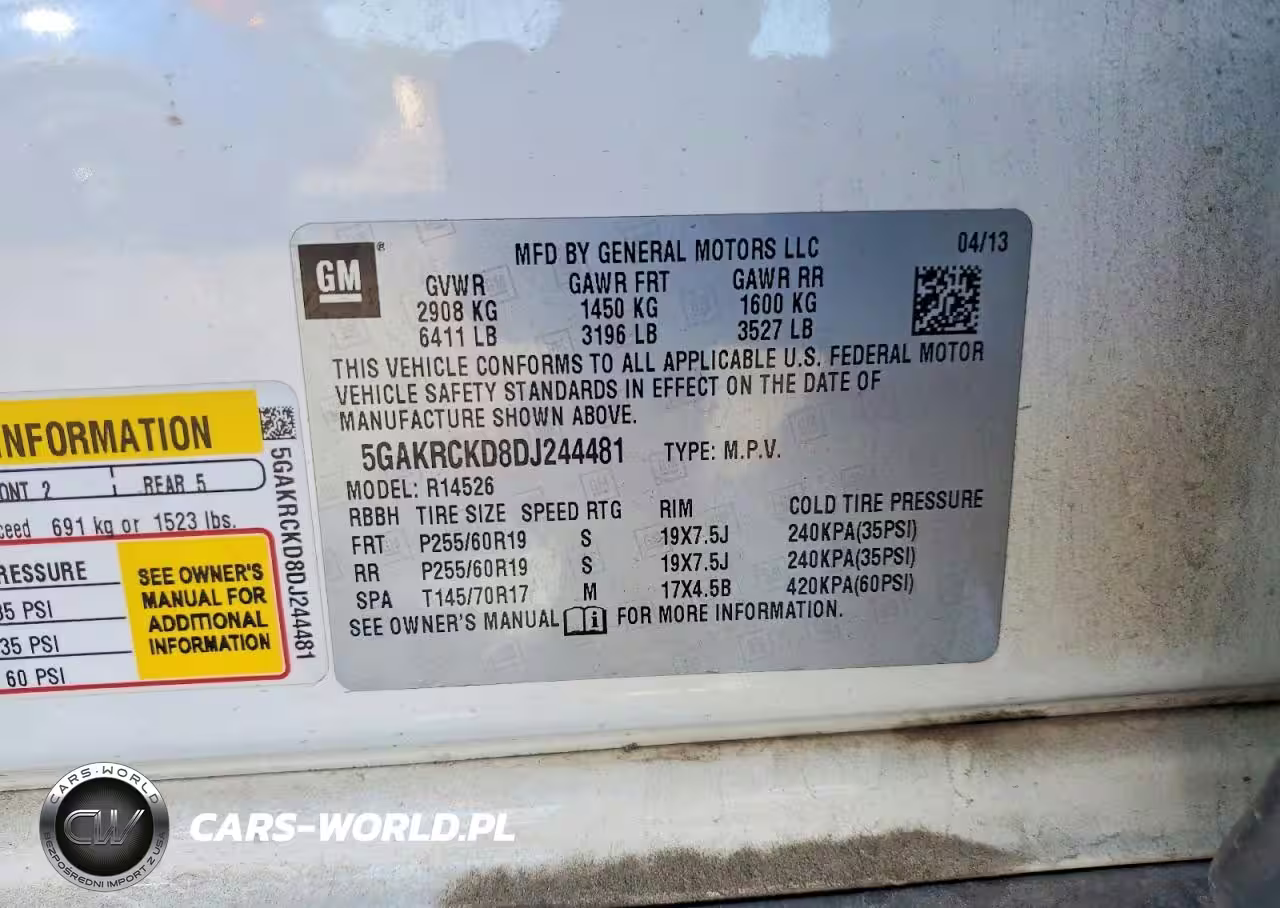 GM ®
MFD BY GENERAL MOTORS LLC 04/13
GVWR GAWR FRT GAWR RR
2908 KG 1450 KG 1600 KG
6411 LB 3196 LB 3527 LB
THIS VEHICLE CONFORMS TO ALL APPLICABLE U.S. FEDERAL MOTOR
VEHICLE SAFETY STANDARDS IN EFFECT ON THE DATE OF
MANUFACTURE SHOWN ABOVE.
5GAKRCKD8DJ244481 TYPE: M.P.V.
MODEL: R14526
RBBH TIRE SIZE SPEED RTG RIM COLD TIRE PRESSURE
FRT P255/60R19 S 19X7.5J 240KPA(35PSI)
RR P255/60R19 S 19X7.5J 240KPA(35PSI)
SPA T145/70R17 M 17X4.5B 420KPA(60PSI)
SEE OWNER'S MANUAL i FOR MORE INFORMATION.
NFORMATION
ONT 2 REAR 5
ceed 691 kg or 1523 lbs.
RESSURE
35 PSI
35 PSI
60 PSI
SEE OWNER'S
MANUAL FOR
ADDITIONAL
INFORMATION
5GAKRCKD8DJ244481
CARS-WORLD
CW
BEZPOŚREDNI IMPORT Z USA
CARS-WORLD.PL